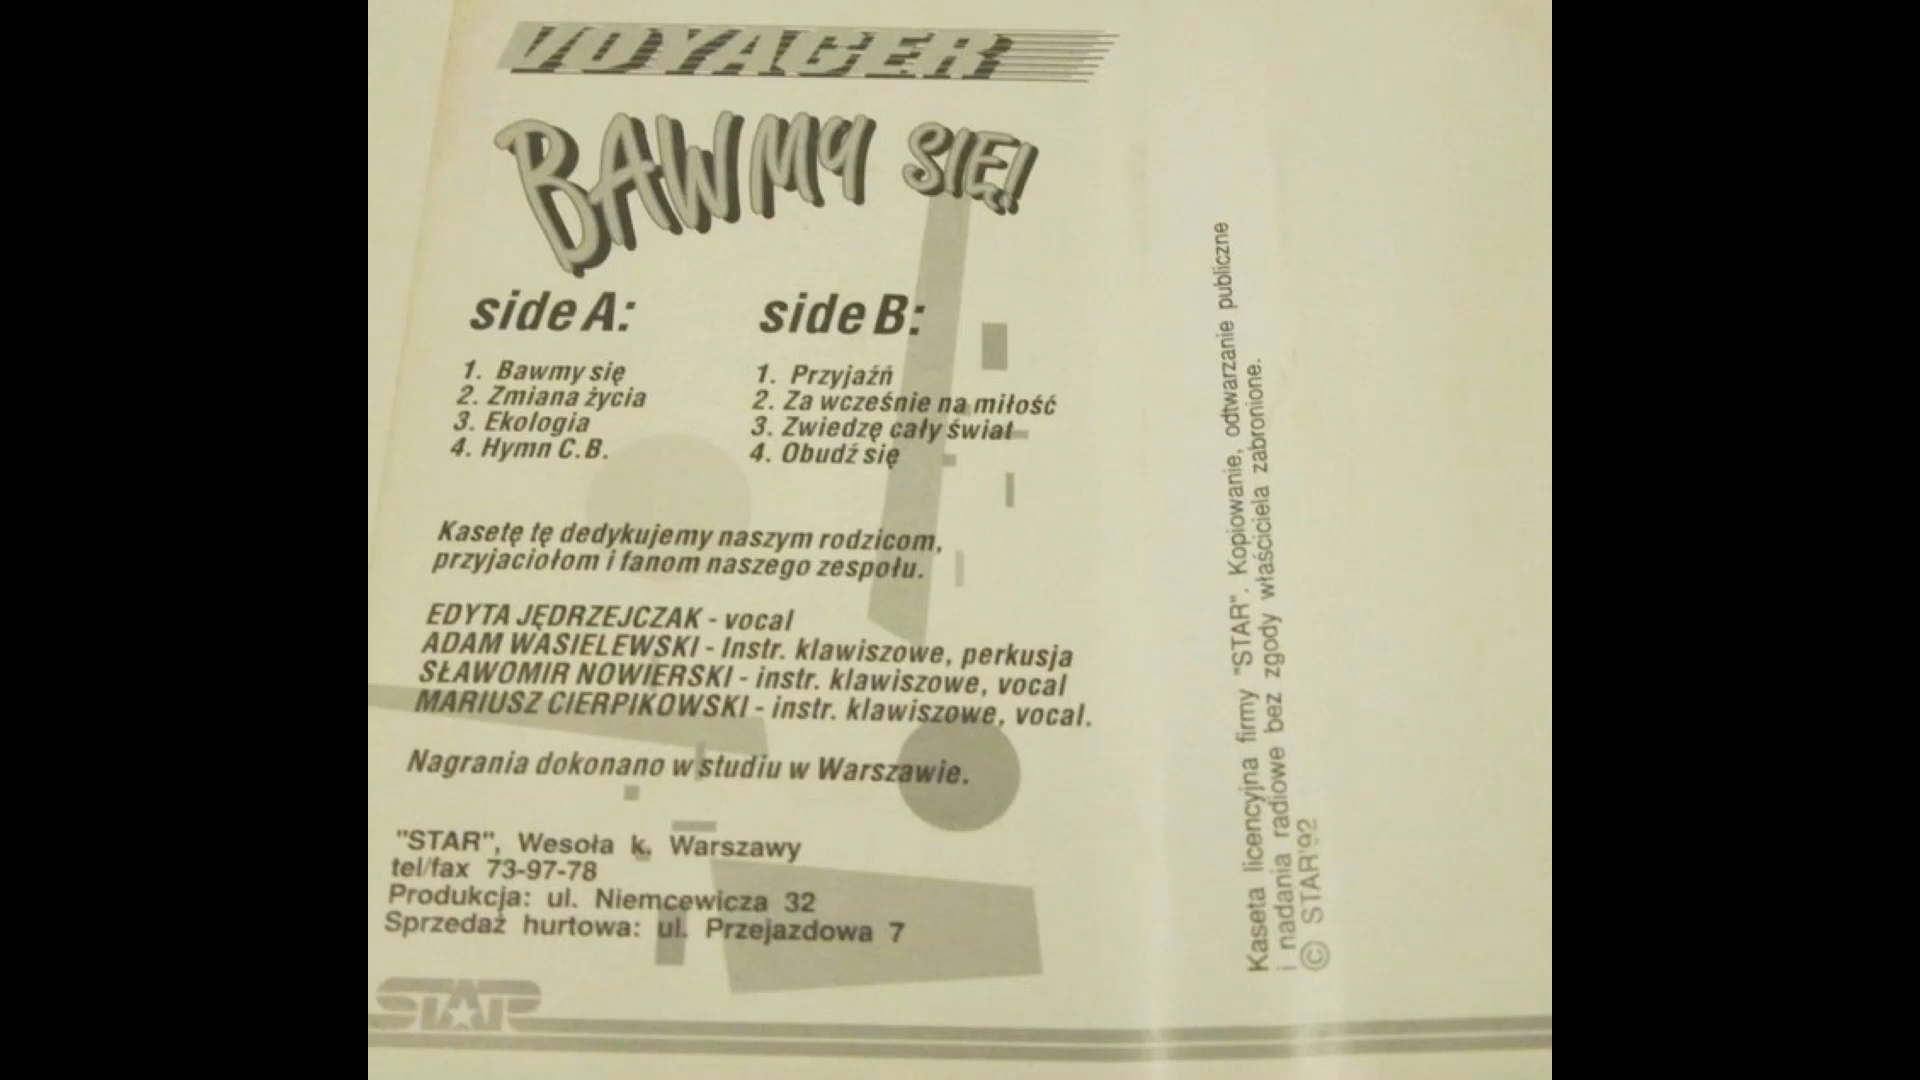 VOYAGER
BAWMY SIĘ!
side A:
1. Bawmy się
2. Zmiana życia
3. Ekologia
4. Hymn C.B.
side B:
1. Przyjaźń
2. Za wcześnie na miłość
3. Zwiedzę cały świat
4. Obudź się
Kasetę tę dedykujemy naszym rodzicom,
przyjaciołom i fanom naszego zespołu.
EDYTA JĘDRZEJCZAK - vocal
ADAM WASIELEWSKI - Instr. klawiszowe, perkusja
SŁAWOMIR NOWIERSKI - instr. klawiszowe, vocal
MARIUSZ CIERPIKOWSKI - instr. klawiszowe, vocal.
Nagrania dokonano w studiu w Warszawie.
"STAR", Wesoła k. Warszawy
tel/fax 73-97-78
Produkcja: ul. Niemcewicza 32
Sprzedaż hurtowa: ul. Przejazdowa 7
STAR
Kaseta licencyjna firmy "STAR". Kopiowanie, odtwarzanie publiczne
i nadania radiowe bez zgody właściciela zabronione.
© STAR'92